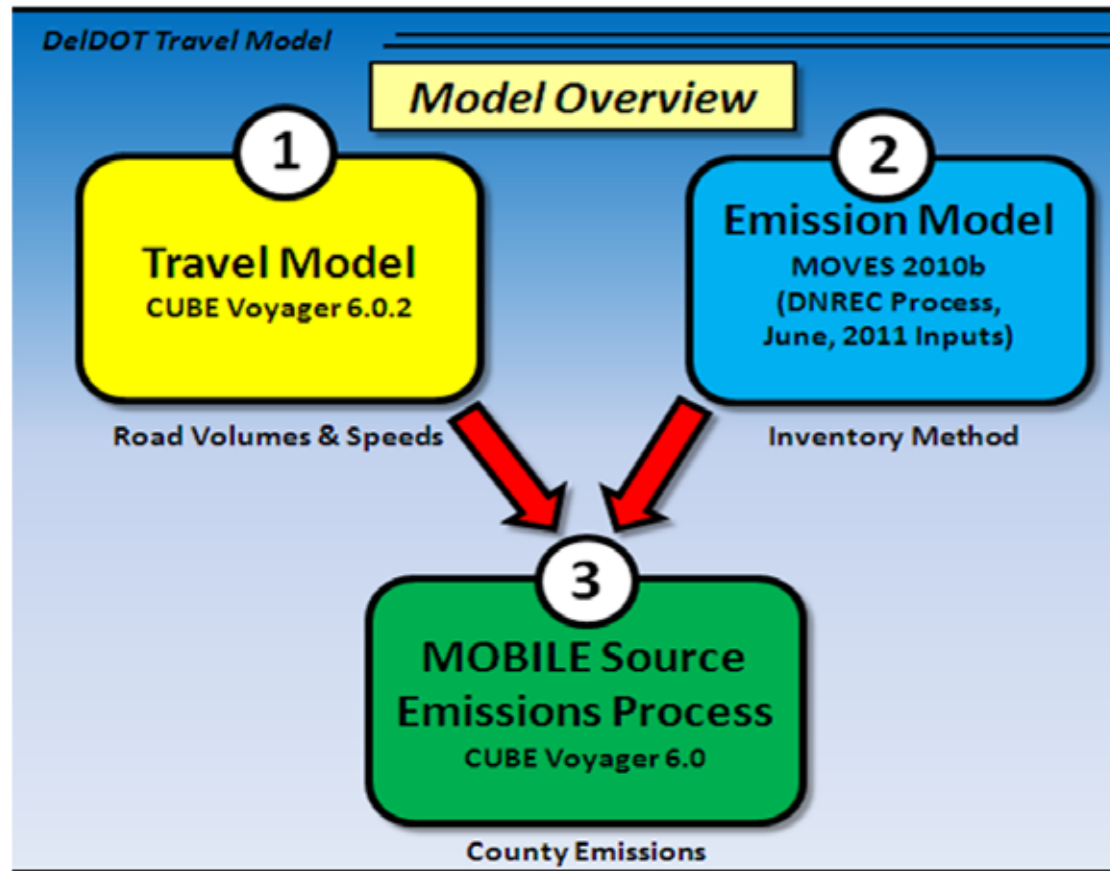 DelDOT Travel Model
Model Overview
1
Travel Model
CUBE Voyager 6.0.2
Road Volumes & Speeds
2
Emission Model
MOVES 2010b
(DNREC Process,
June, 2011 Inputs)
Inventory Method
3
MOBILE Source
Emissions Process
CUBE Voyager 6.0
County Emissions